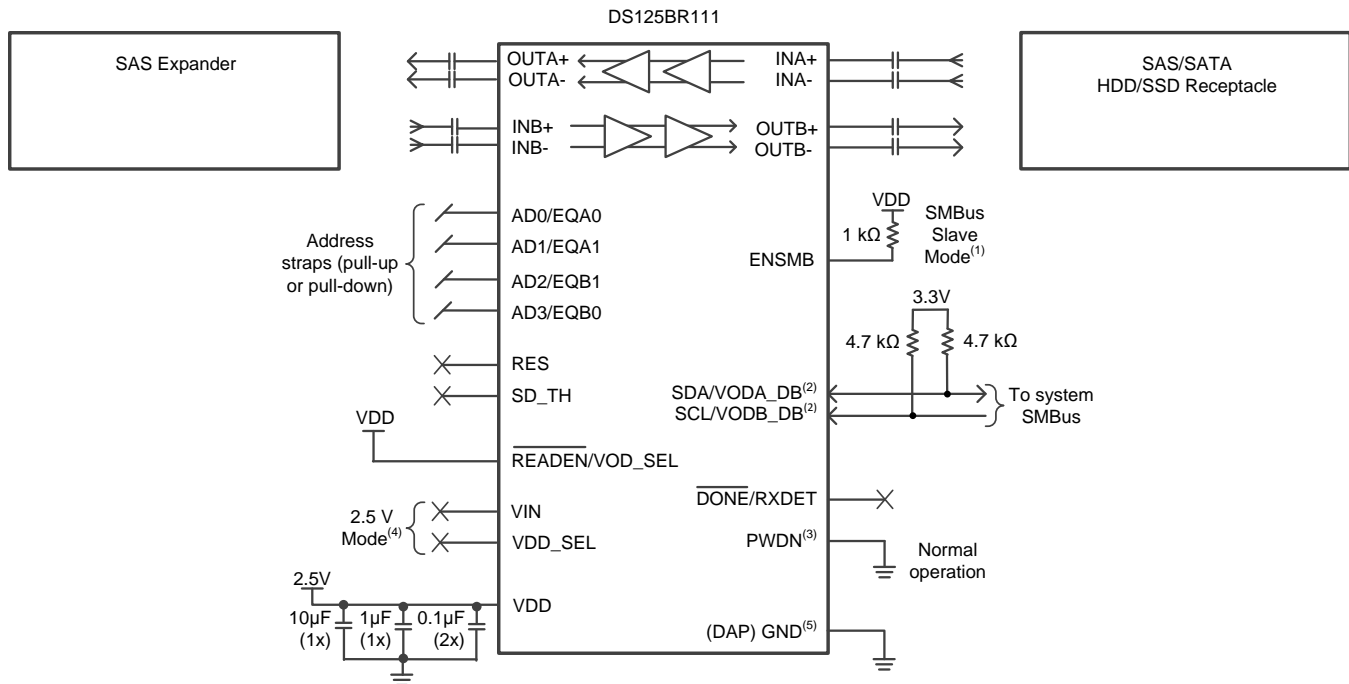 DS125BR111
SAS Expander
OUTA+
OUTA-
INB+
INB-
INA+
INA-
OUTB+
OUTB-
SAS/SATA
HDD/SSD Receptacle
Address
straps (pull-up
or pull-down)
AD0/EQA0
AD1/EQA1
AD2/EQB1
AD3/EQB0
VDD
1 kΩ
SMBus
Slave
Mode(1)
ENSMB
3.3V
4.7 kΩ
4.7 kΩ
RES
SD_TH
SDA/VODA_DB(2)
SCL/VODB_DB(2)
To system
SMBus
VDD
READEN/VOD_SEL
DONE/RXDET
2.5 V
Mode(4)
VIN
VDD_SEL
PWDN(3)
Normal
operation
2.5V
VDD
10μF
(1x)
1μF
(1x)
0.1μF
(2x)
(DAP) GND(5)